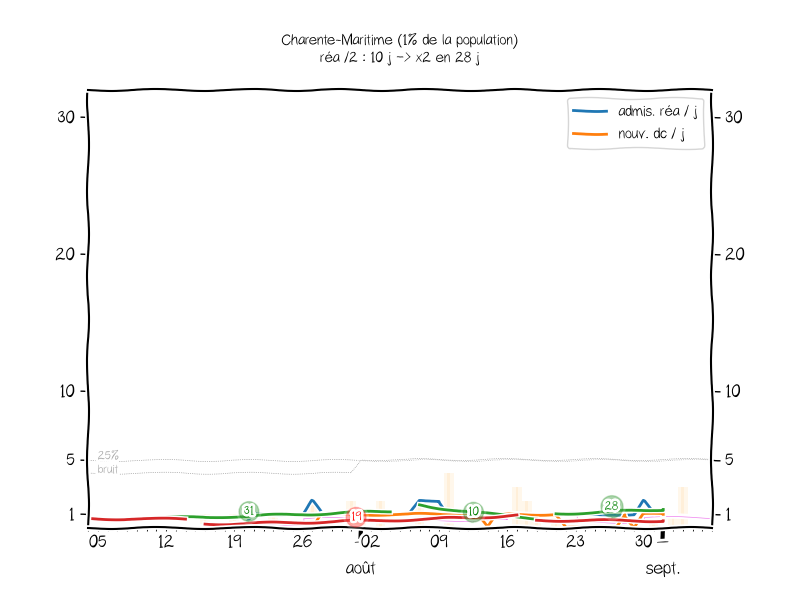 Charente-Maritime (1% de la population)
réa /2 : 10 j -> x2 en 28 j
admis. réa / j
nouv. dc / j
30
30
20
20
10
10
5
5
1
1
25%
bruit
31
19
10
28
05 12 19 26 02 09 16 23 30
août sept.